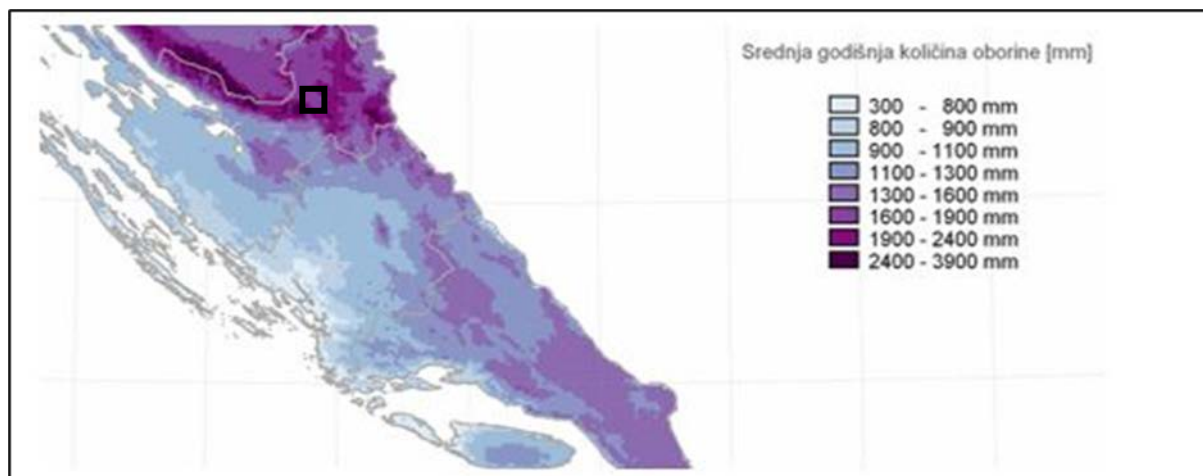 Srednja godišnja količina oborine [mm]
300 - 800 mm
800 - 900 mm
900 - 1100 mm
1100 - 1300 mm
1300 - 1600 mm
1600 - 1900 mm
1900 - 2400 mm
2400 - 3900 mm